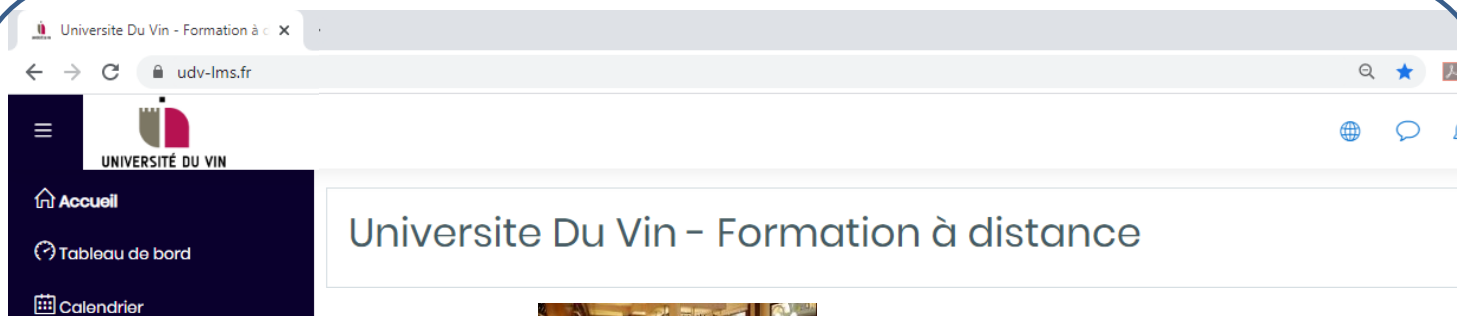 Universite Du Vin - Formation à
udv-lms.fr
UNIVERSITÉ DU VIN
Accueil
Universite Du Vin - Formation à distance
Tableau de bord
Calendrier